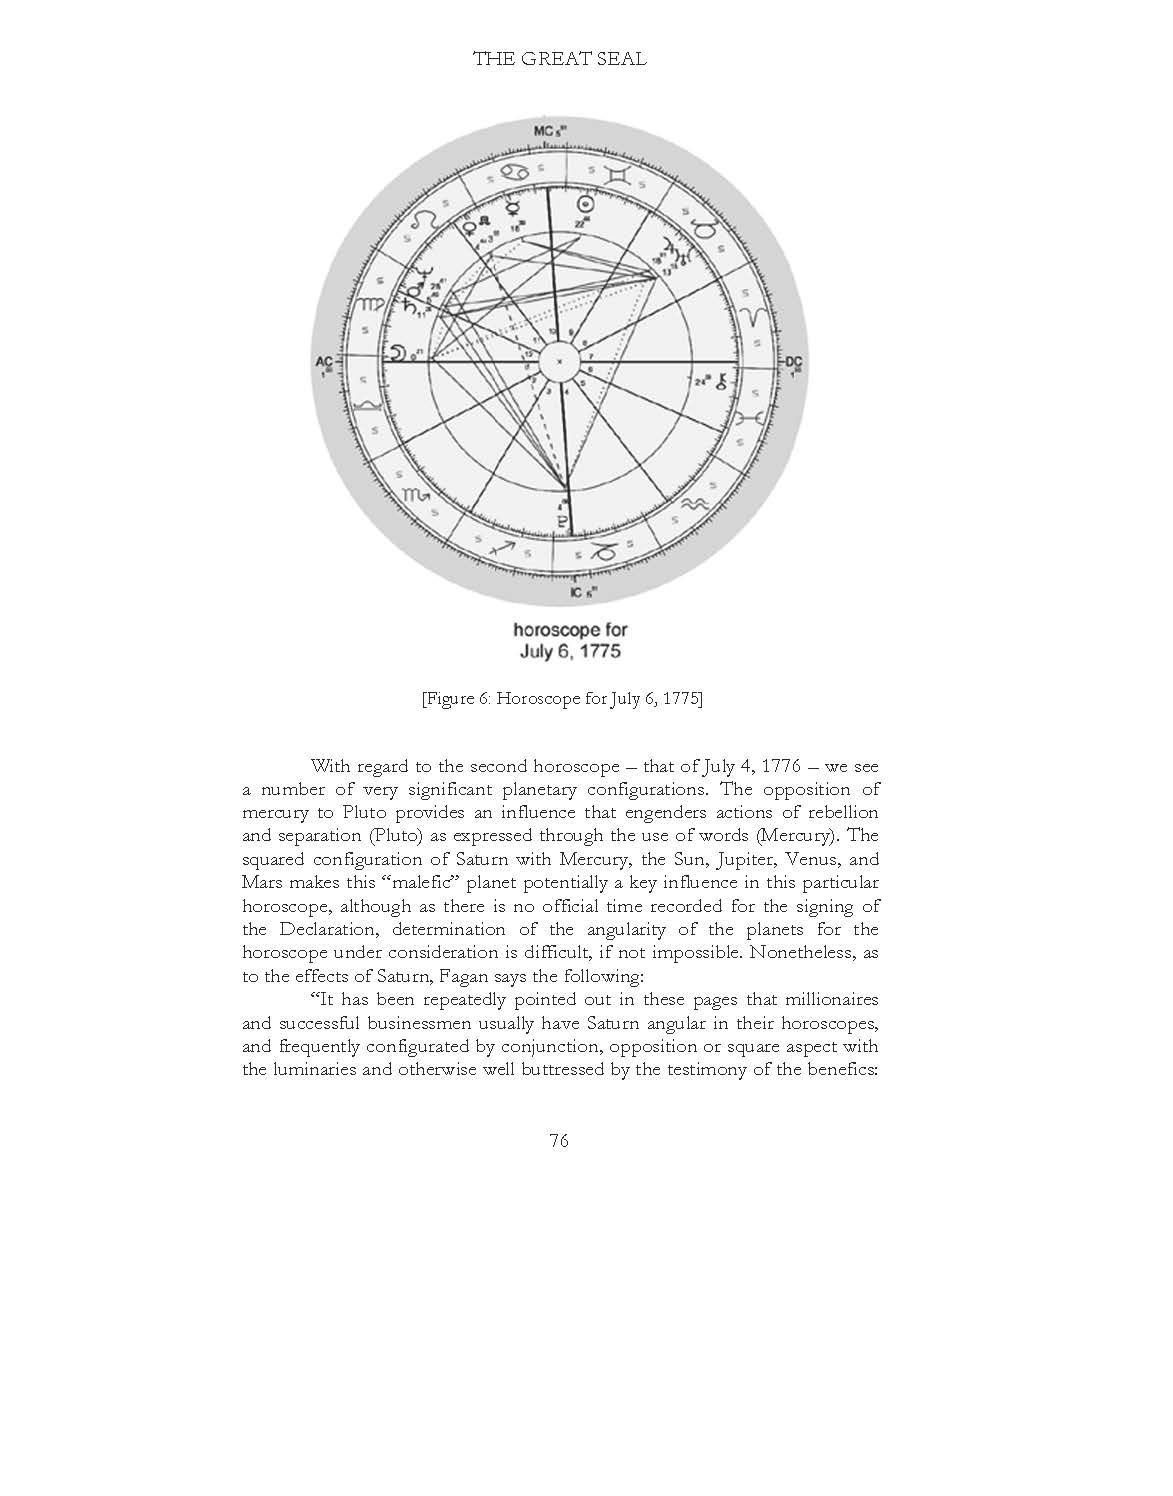 THE GREAT SEAL
MC
AC
DC
IC
horoscope for
July 6, 1775
[Figure 6: Horoscope for July 6, 1775]
With regard to the second horoscope – that of July 4, 1776 – we see
a number of very significant planetary configurations. The opposition of
mercury to Pluto provides an influence that engenders actions of rebellion
and separation (Pluto) as expressed through the use of words (Mercury). The
squared configuration of Saturn with Mercury, the Sun, Jupiter, Venus, and
Mars makes this “malefic” planet potentially a key influence in this particular
horoscope, although as there is no official time recorded for the signing of
the Declaration, determination of the angularity of the planets for the
horoscope under consideration is difficult, if not impossible. Nonetheless, as
to the effects of Saturn, Fagan says the following:
“It has been repeatedly pointed out in these pages that millionaires
and successful businessmen usually have Saturn angular in their horoscopes,
and frequently configurated by conjunction, opposition or square aspect with
the luminaries and otherwise well buttressed by the testimony of the benefics:
76